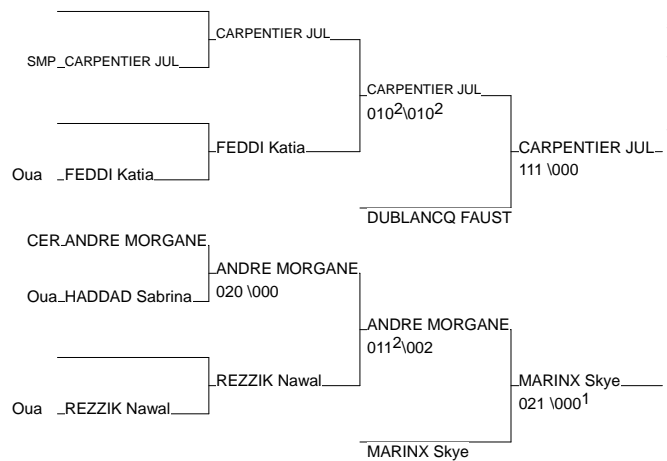 CARPENTIER JUL
SMP CARPENTIER JUL
CARPENTIER JUL
010²\010²
FEDDI Katia
CARPENTIER JUL
111 \000
Oua FEDDI Katia
DUBLANCQ FAUST
CER ANDRE MORGANE
ANDRE MORGANE
020 \000
Oua HADDAD Sabrina
ANDRE MORGANE
011²\002
REZZIK Nawal
MARINX Skye
021 \000¹
Oua REZZIK Nawal
MARINX Skye